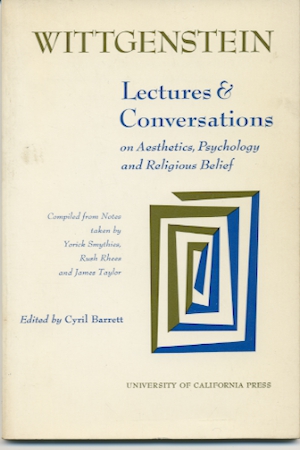 WITTGENSTEIN
Lectures &
Conversations
on Aesthetics, Psychology
and Religious Belief
Compiled from Notes
taken by
Yorick Smythies,
Rush Rhees
and James Taylor
Edited by Cyril Barrett
UNIVERSITY OF CALIFORNIA PRESS